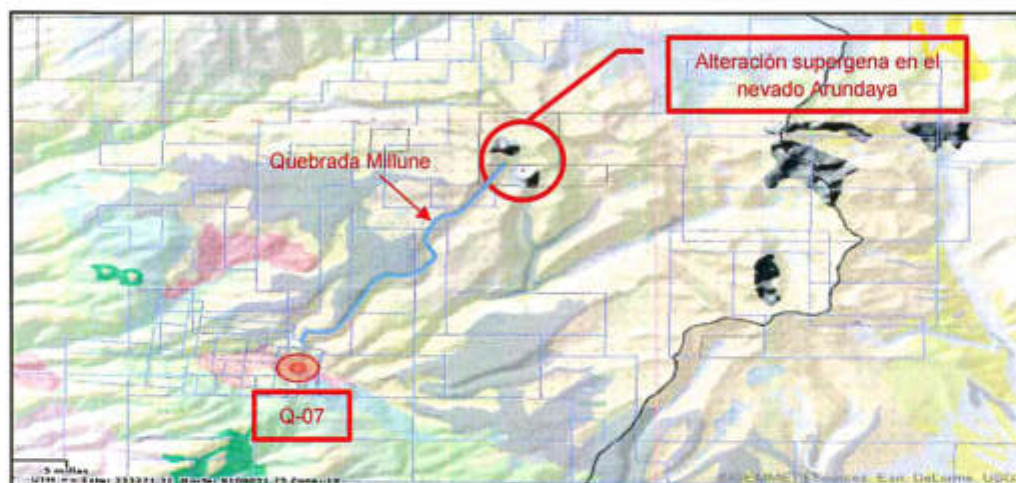 Alteración supergena en el
nevado Arundaya
Quebrada Millune
Q-07
5 millas